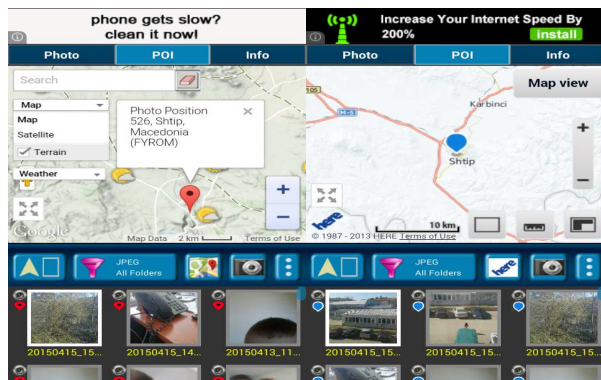 phone gets slow?
clean it now!
Photo
POI
Info
Search
Map
Map
Satellite
Terrain
Weather
Photo Position
526, Shtip,
Macedonia
(FYROM)
Google
Map Data
2 km
Terms of Use
JPEG
All Folders
20150415_15...
20150415_14...
20150413_11...
Increase Your Internet Speed By
200%
install
Photo
POI
Info
Map view
105
M-5
Karbinci
Shtip
here
10 km
© 1987 - 2013 HERE Terms of Use
JPEG
All Folders
here
20150415_15...
20150415_15...
20150415_15...